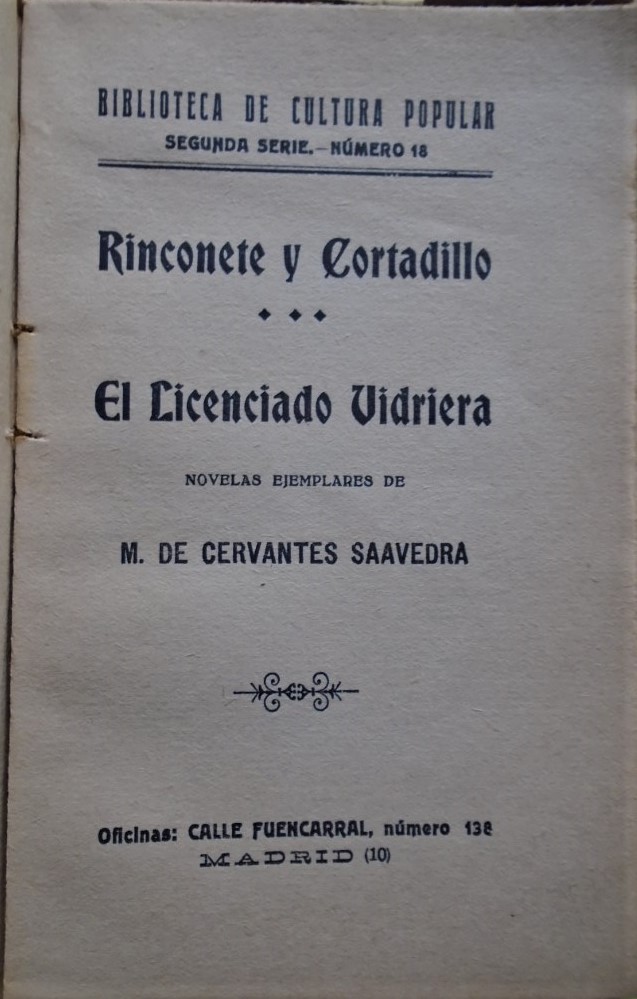 BIBLIOTECA DE CULTURA POPULAR
SEGUNDA SERIE.—NÚMERO 18
Rinconete y Cortadillo
El Licenciado Vidriera
NOVELAS EJEMPLARES DE
M. DE CERVANTES SAAVEDRA
Oficinas: CALLE FUENCARRAL, número 138
MADRID (10)